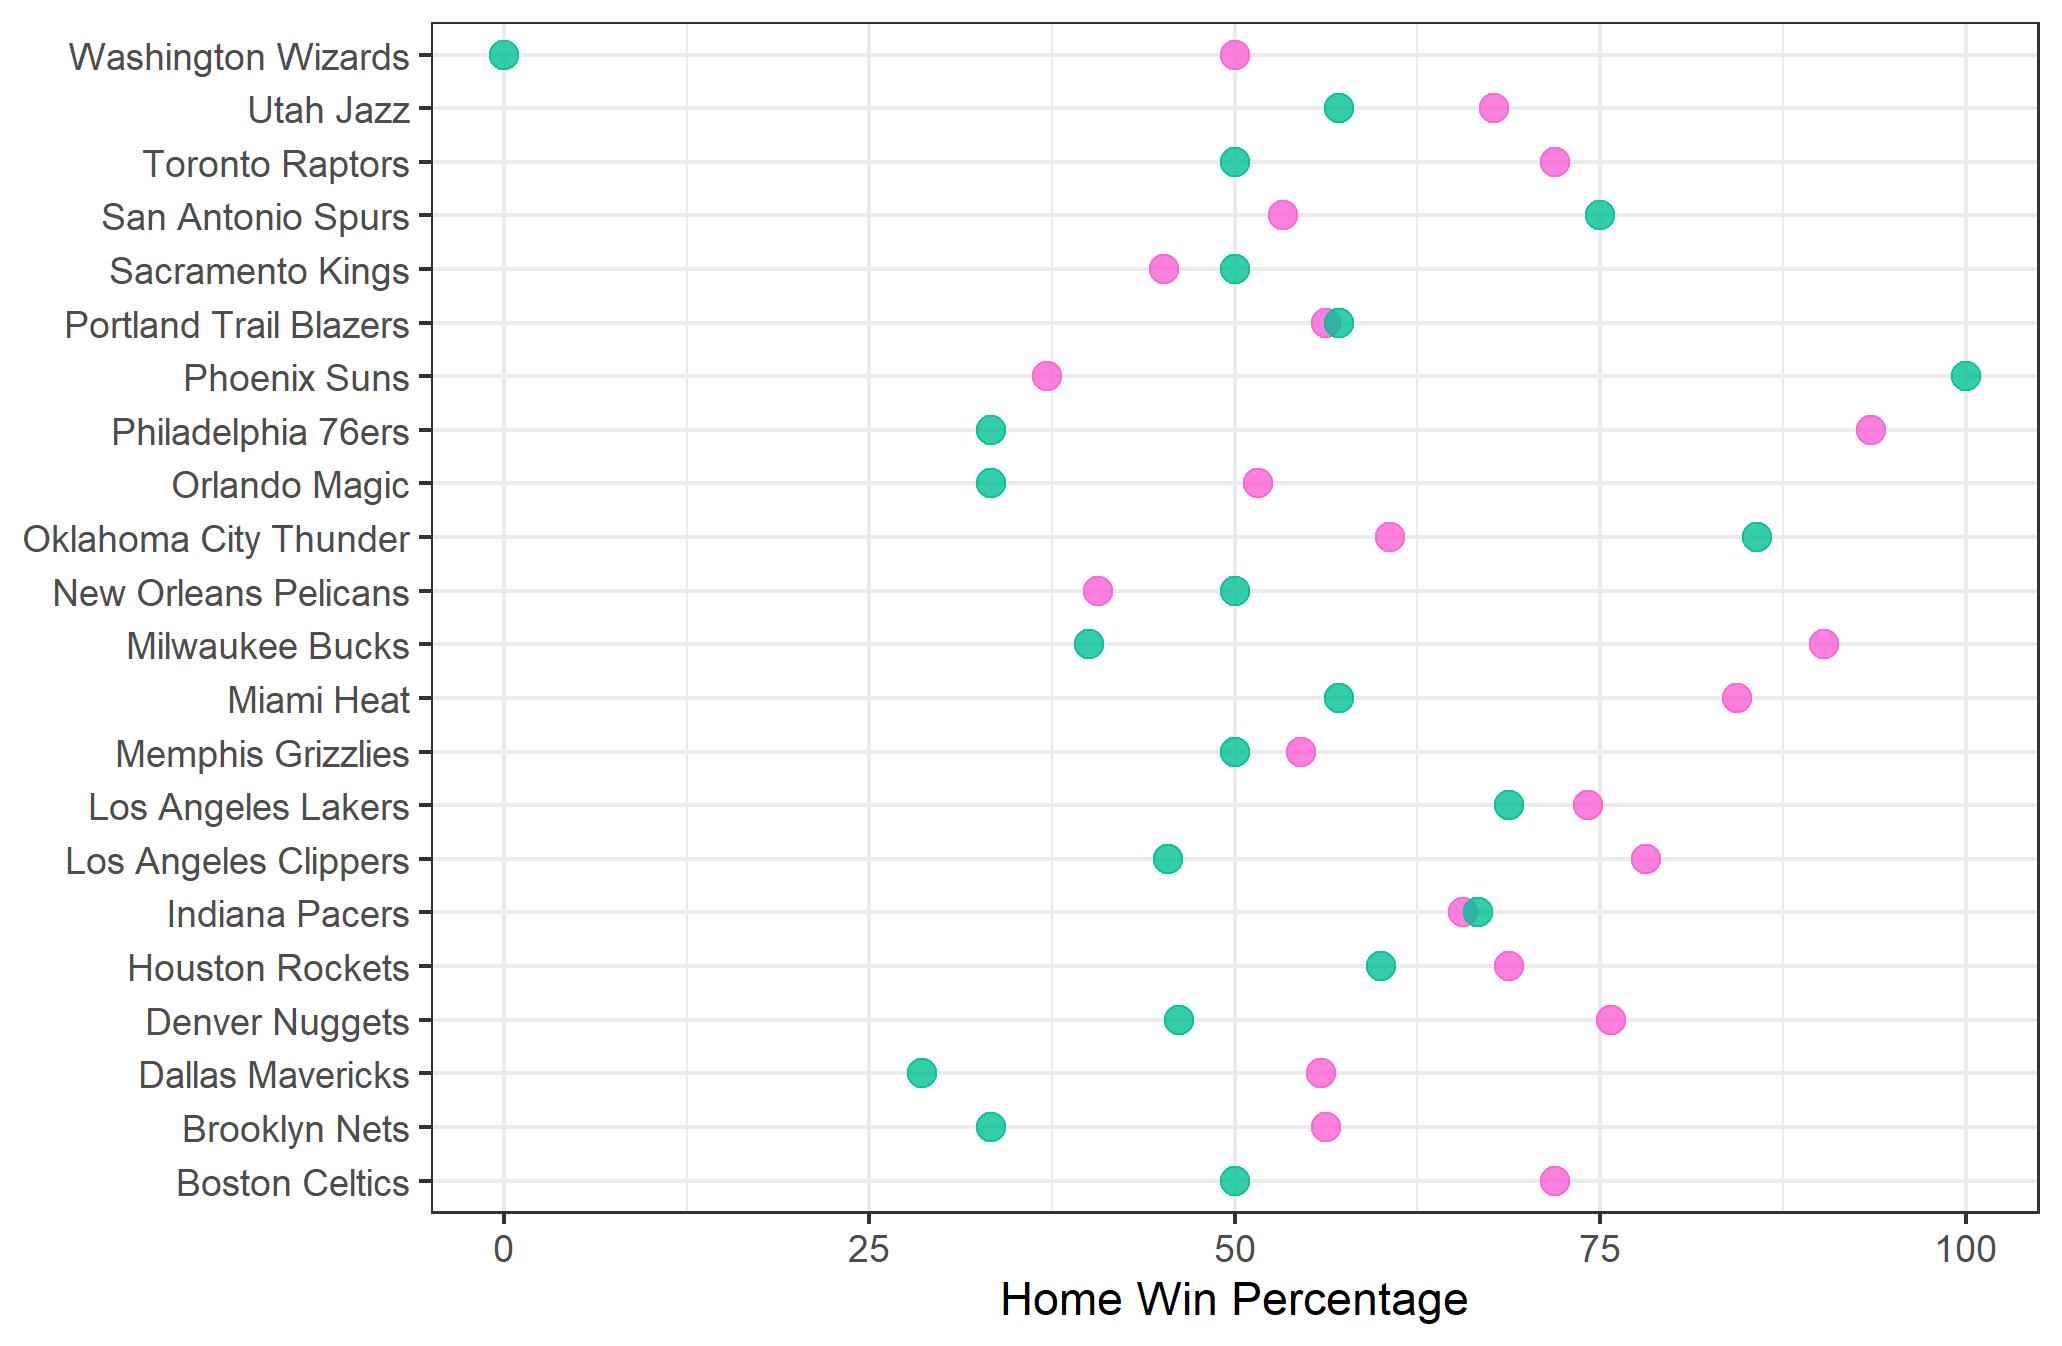 Washington Wizards
Utah Jazz
Toronto Raptors
San Antonio Spurs
Sacramento Kings
Portland Trail Blazers
Phoenix Suns
Philadelphia 76ers
Orlando Magic
Oklahoma City Thunder
New Orleans Pelicans
Milwaukee Bucks
Miami Heat
Memphis Grizzlies
Los Angeles Lakers
Los Angeles Clippers
Indiana Pacers
Houston Rockets
Denver Nuggets
Dallas Mavericks
Brooklyn Nets
Boston Celtics
0 25 50 75 100
Home Win Percentage